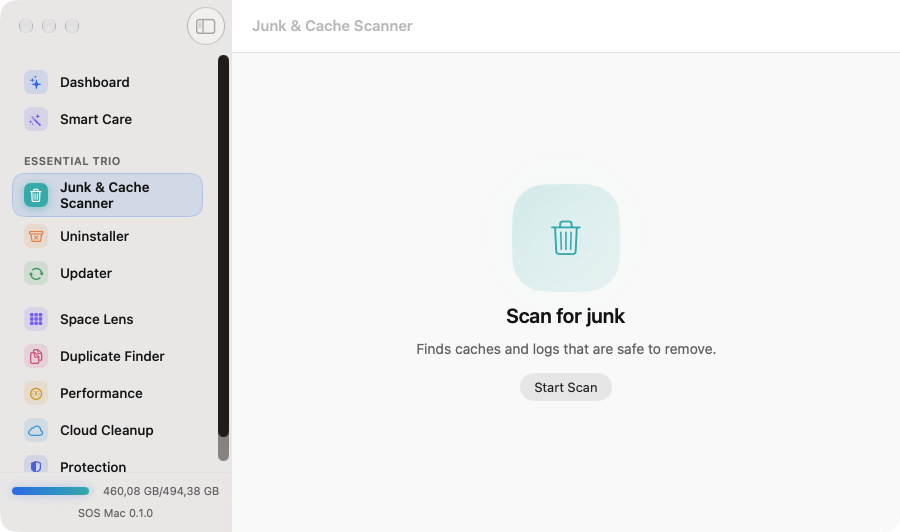 Junk & Cache Scanner
Dashboard
Smart Care
ESSENTIAL TRIO
Junk & Cache
Scanner
Uninstaller
Updater
Space Lens
Duplicate Finder
Performance
Cloud Cleanup
Protection
460,08 GB/494,38 GB
SOS Mac 0.1.0
Scan for junk
Finds caches and logs that are safe to remove.
Start Scan